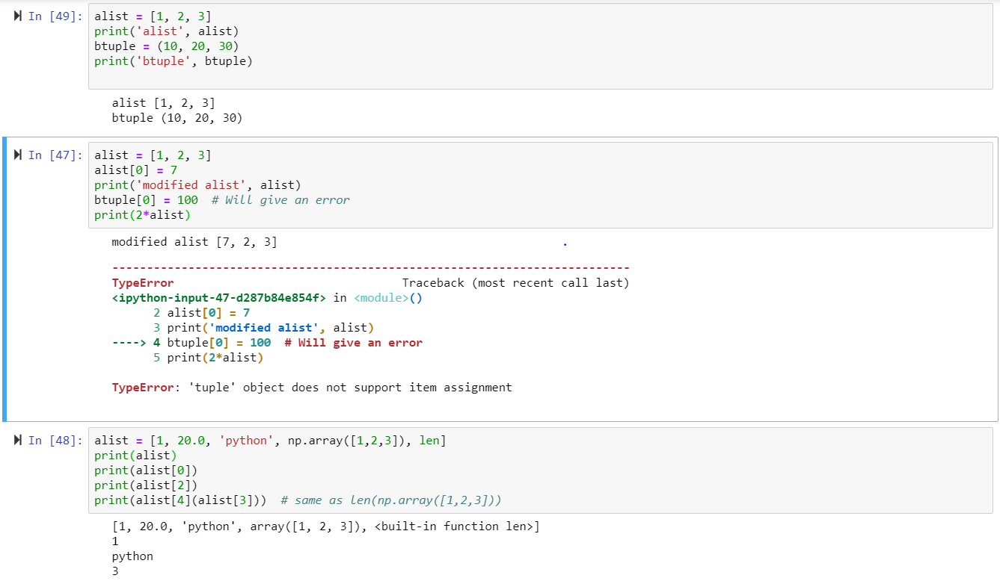 In [49]: alist = [1, 2, 3]
print('alist', alist)
btuple = (10, 20, 30)
print('btuple', btuple)
alist [1, 2, 3]
btuple (10, 20, 30)
In [47]: alist = [1, 2, 3]
alist[0] = 7
print('modified alist', alist)
btuple[0] = 100  # Will give an error
print(2*alist)
modified alist [7, 2, 3]
---------------------------------------------------------------------------
TypeError                                 Traceback (most recent call last)
<ipython-input-47-d287b84e854f> in <module>()
      2 alist[0] = 7
      3 print('modified alist', alist)
----> 4 btuple[0] = 100  # Will give an error
      5 print(2*alist)
TypeError: 'tuple' object does not support item assignment
In [48]: alist = [1, 20.0, 'python', np.array([1,2,3]), len]
print(alist)
print(alist[0])
print(alist[2])
print(alist[4](alist[3]))  # same as len(np.array([1,2,3]))
[1, 20.0, 'python', array([1, 2, 3]), <built-in function len>]
1
python
3